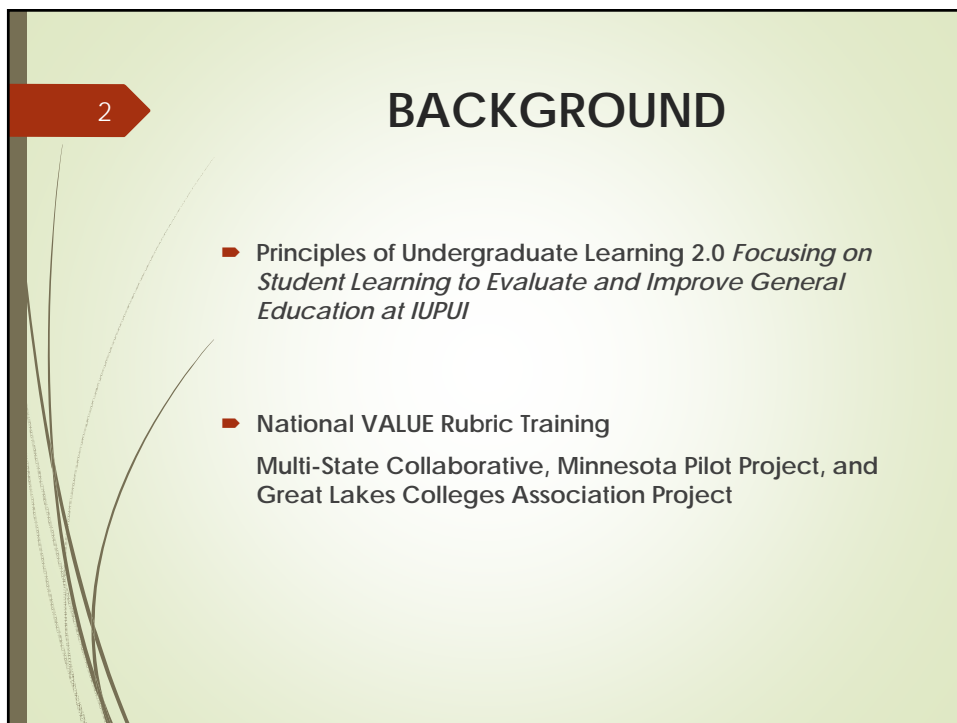 2
BACKGROUND
Principles of Undergraduate Learning 2.0 Focusing on
Student Learning to Evaluate and Improve General
Education at IUPUI
National VALUE Rubric Training
Multi-State Collaborative, Minnesota Pilot Project, and
Great Lakes Colleges Association Project